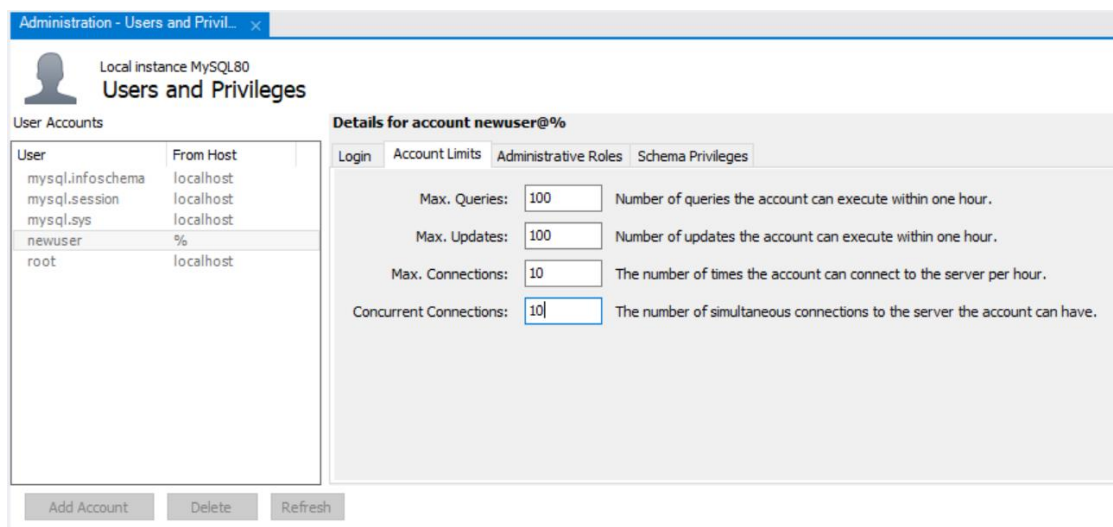 Administration - Users and Privil...
Local instance MySQL80
Users and Privileges
User Accounts
User From Host
mysql.infoschema localhost
mysql.session localhost
mysql.sys localhost
newuser %
root localhost
Add Account Delete Refresh
Details for account newuser@%
Login Account Limits Administrative Roles Schema Privileges
Max. Queries: 100 Number of queries the account can execute within one hour.
Max. Updates: 100 Number of updates the account can execute within one hour.
Max. Connections: 10 The number of times the account can connect to the server per hour.
Concurrent Connections: 10 The number of simultaneous connections to the server the account can have.